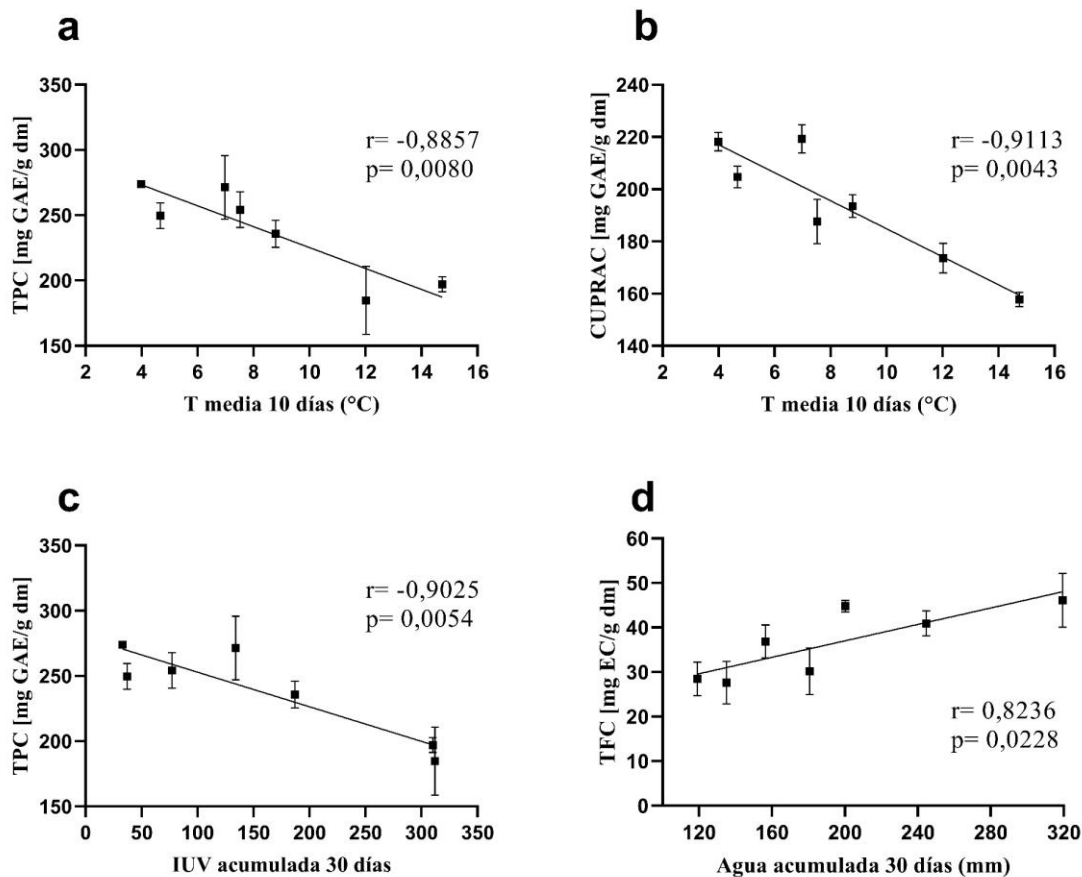 a
TPC [mg GAE/g dm]
350
300
250
200
150
r= -0,8857
p= 0,0080
2 4 6 8 10 12 14 16
T media 10 días (°C)
b
CUPRAC [mg GAE/g dm]
240
220
200
180
160
140
r= -0,9113
p= 0,0043
2 4 6 8 10 12 14 16
T media 10 días (°C)
c
TPC [mg GAE/g dm]
350
300
250
200
150
r= -0,9025
p= 0,0054
0 50 100 150 200 250 300 350
IUV acumulada 30 días
d
TFC [mg EC/g dm]
60
50
40
30
20
10
0
r= 0,8236
p= 0,0228
120 160 200 240 280 320
Agua acumulada 30 días (mm)